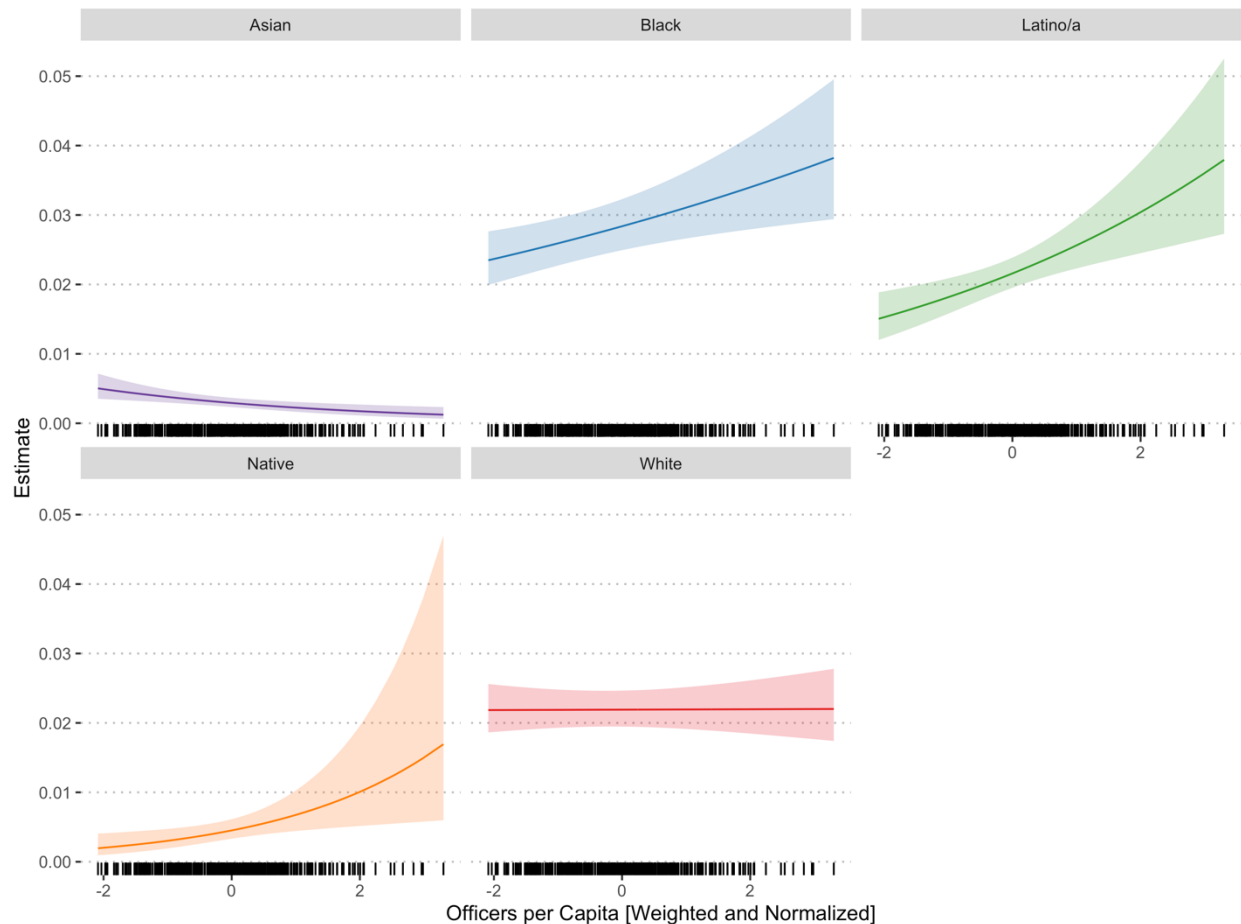 Asian Black Latino/a
0.05
0.04
0.03
0.02
0.01
0.00
-2 0 2
Estimate
Native White
0.05
0.04
0.03
0.02
0.01
0.00
-2 0 2 -2 0 2
Officers per Capita [Weighted and Normalized]